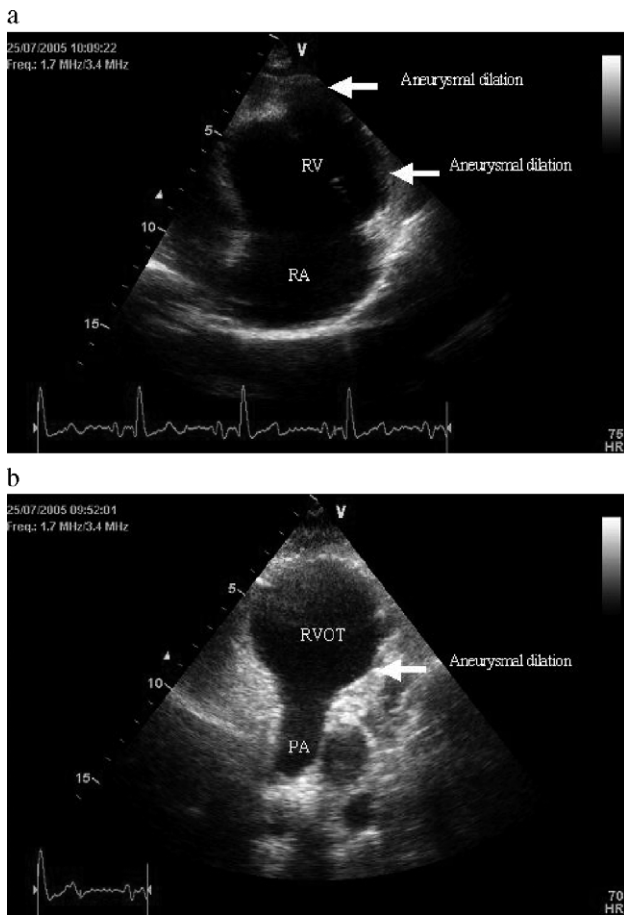 a
25/07/2005 10:09:22
Freq.: 1.7 MHz/3.4 MHz
V
Aneurysmal dilation
5
RV
Aneurysmal dilation
10
RA
15
75
HR
b
25/07/2005 09:52:01
Freq.: 1.7 MHz/3.4 MHz
V
5
RVOT
Aneurysmal dilation
10
PA
15
70
HR